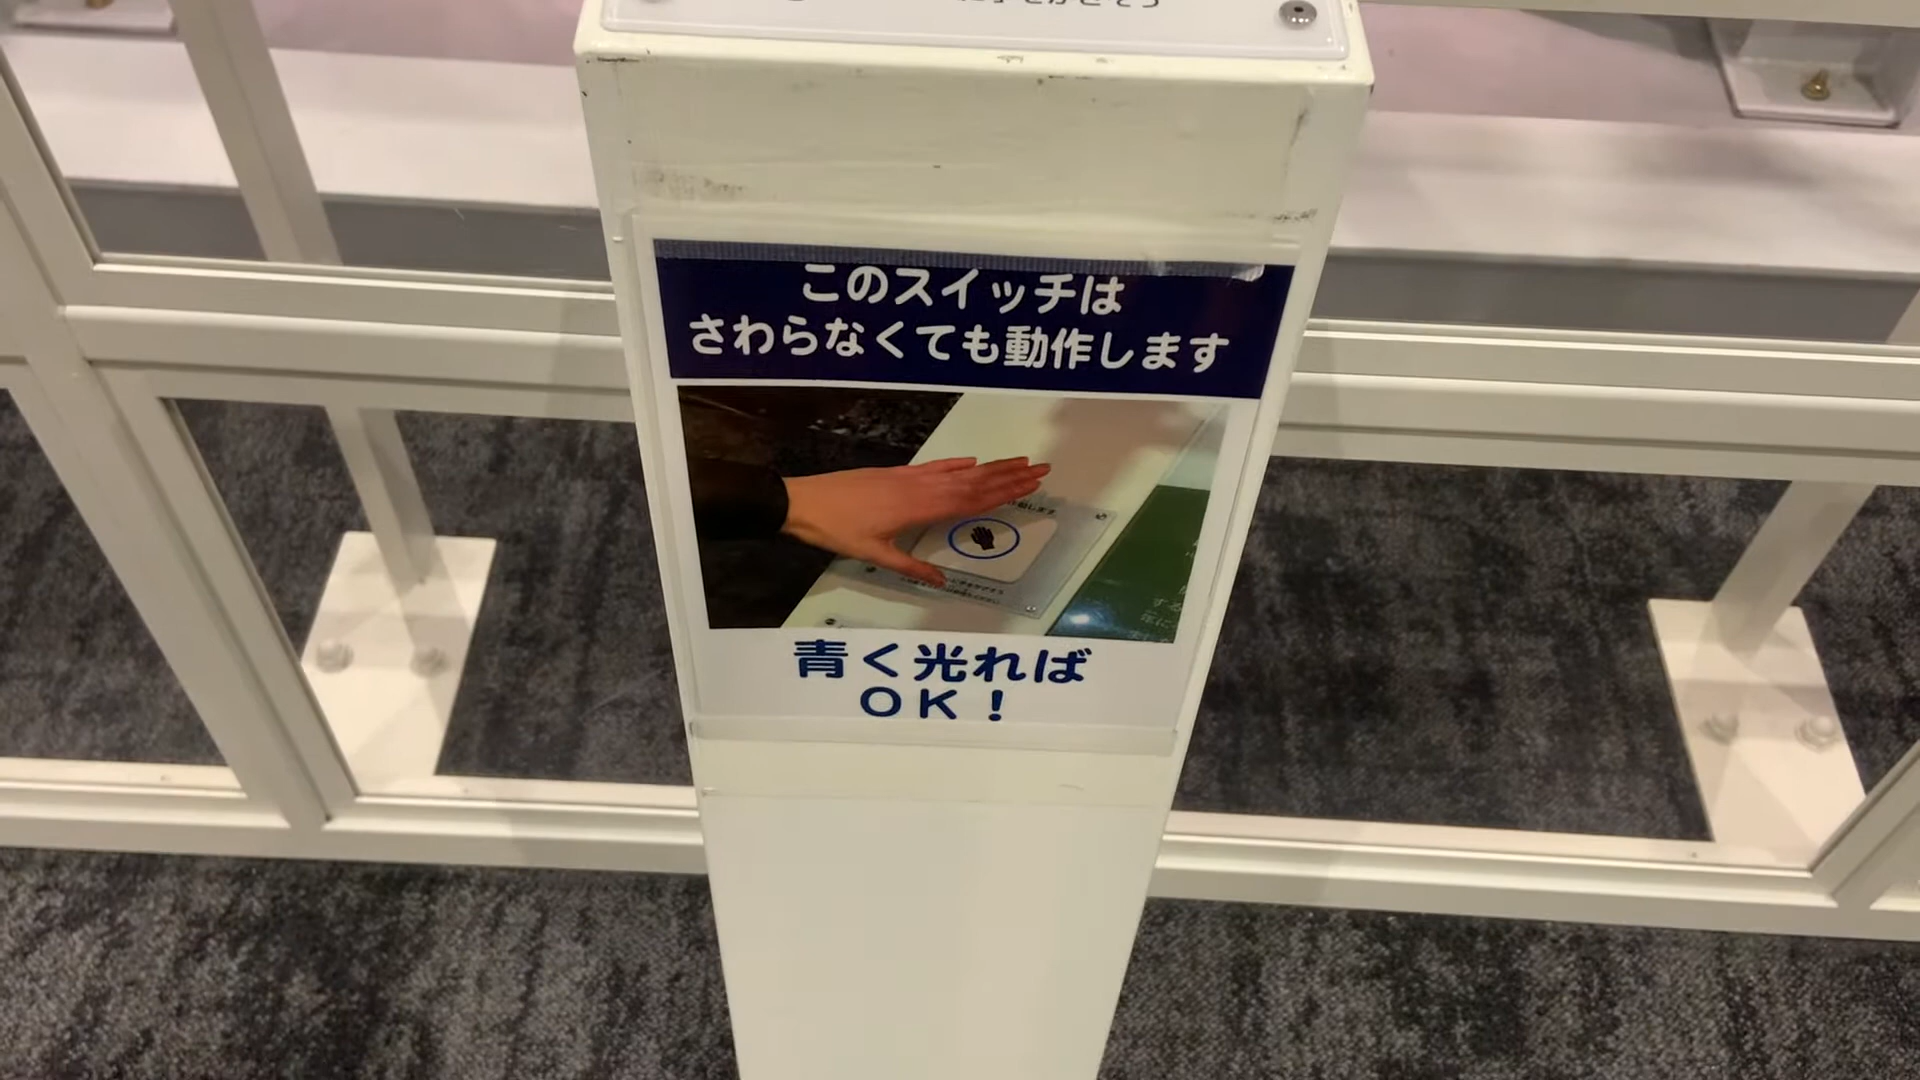 このスイッチは
さわらなくても動作します
青く光れば
OK！